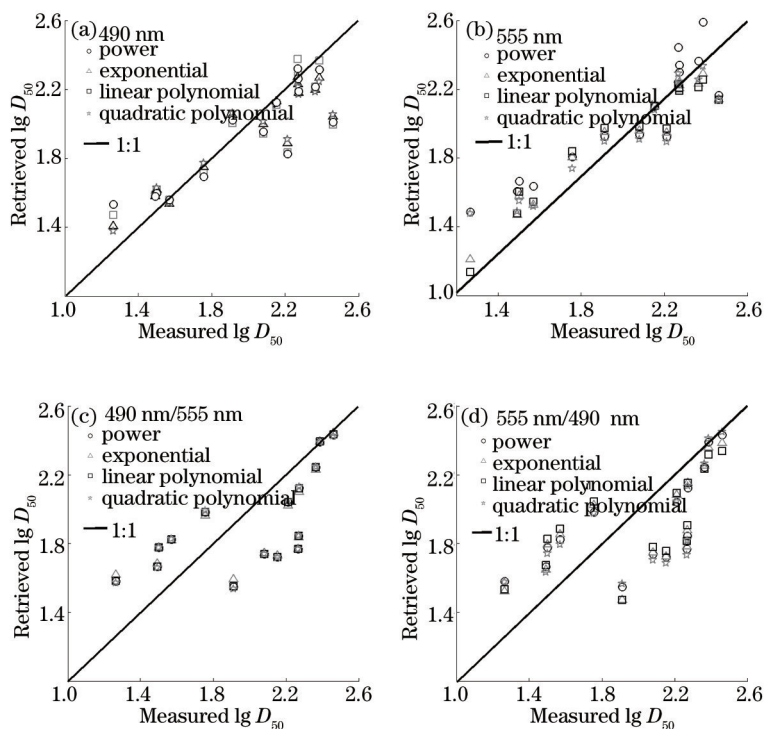 (a) 490 nm
power
exponential
linear polynomial
quadratic polynomial
1:1
2.6
2.2
1.8
1.4
1.0
1.4
1.8
2.2
2.6
Retrieved lg D50
Measured lg D50
(b) 555 nm
power
exponential
linear polynomial
quadratic polynomial
1:1
2.6
2.2
1.8
1.4
1.0
1.4
1.8
2.2
2.6
Retrieved lg D50
Measured lg D50
(c) 490 nm/555 nm
power
exponential
linear polynomial
quadratic polynomial
1:1
2.6
2.2
1.8
1.4
1.0
1.4
1.8
2.2
2.6
Retrieved lg D50
Measured lg D50
(d) 555 nm/490 nm
power
exponential
linear polynomial
quadratic polynomial
1:1
2.6
2.2
1.8
1.4
1.0
1.4
1.8
2.2
2.6
Retrieved lg D50
Measured lg D50